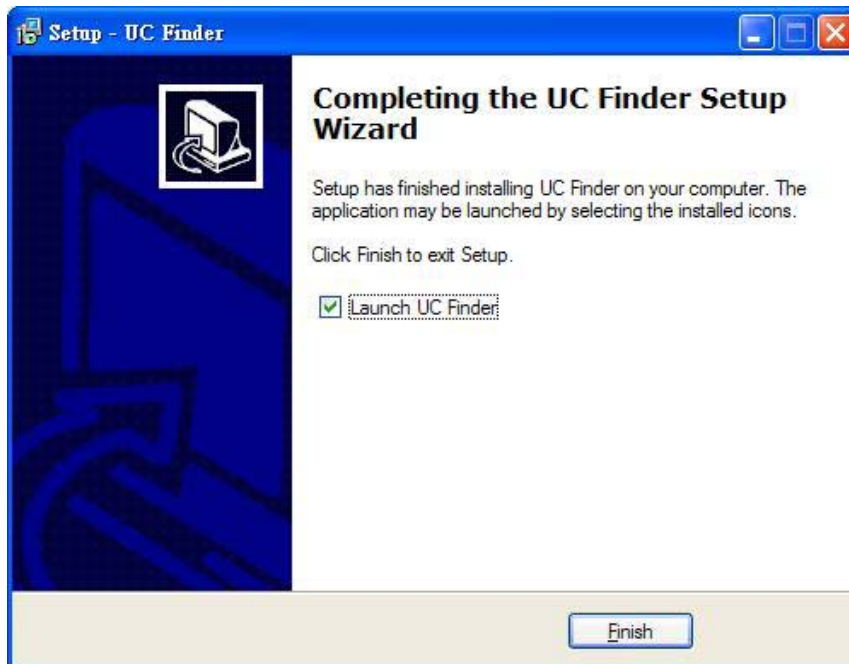 Setup - UC Finder
Completing the UC Finder Setup
Wizard
Setup has finished installing UC Finder on your computer. The
application may be launched by selecting the installed icons.
Click Finish to exit Setup.
Launch UC Finder
Finish